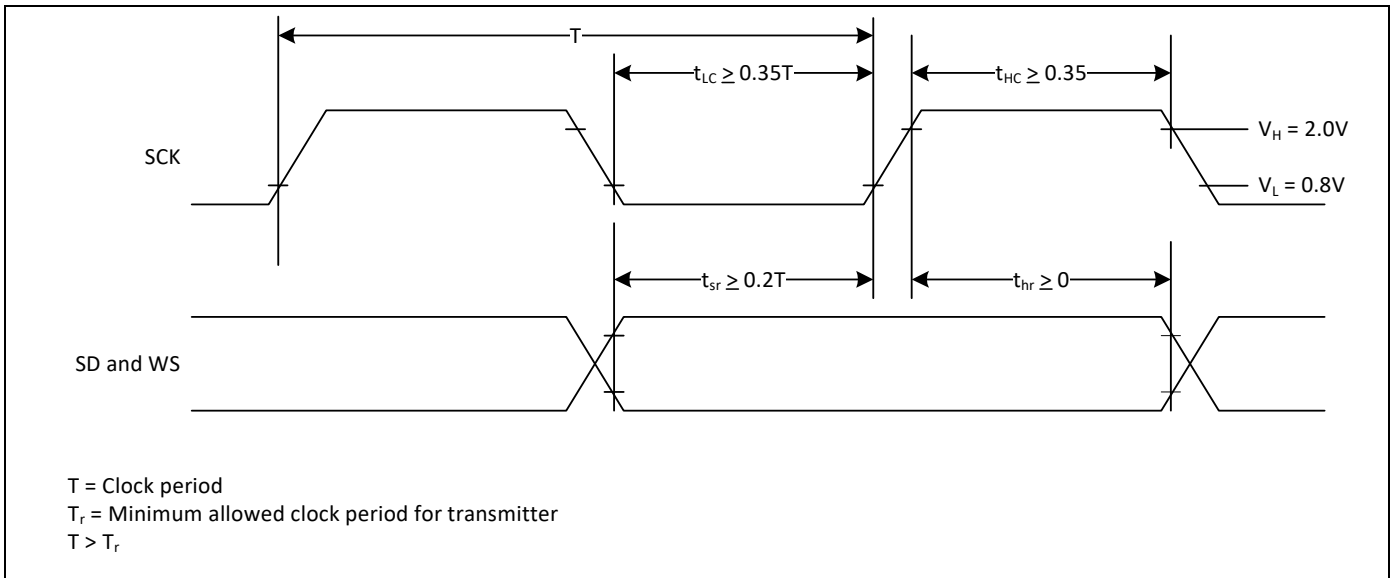 T
t_LC ≥ 0.35T
t_HC ≥ 0.35
SCK
V_H = 2.0V
V_L = 0.8V
t_sr ≥ 0.2T
t_hr ≥ 0
SD and WS
T = Clock period
T_r = Minimum allowed clock period for transmitter
T > T_r